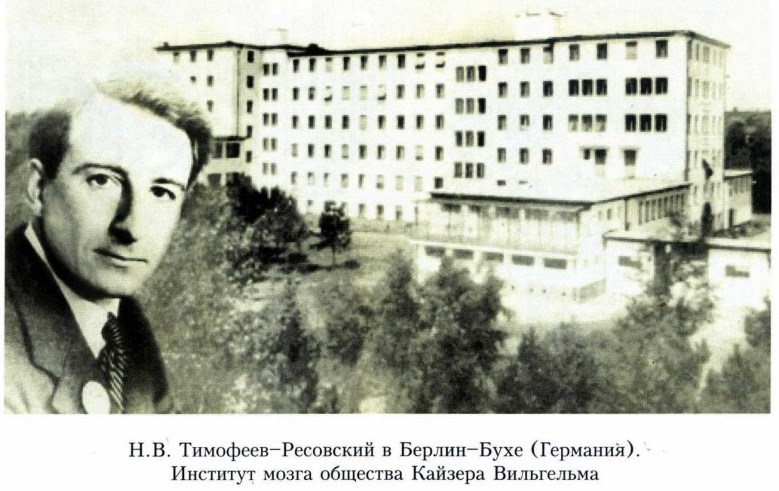 Н.В. Тимофеев-Ресовский в Берлин-Бухе (Германия).
Институт мозга общества Кайзера Вильгельма